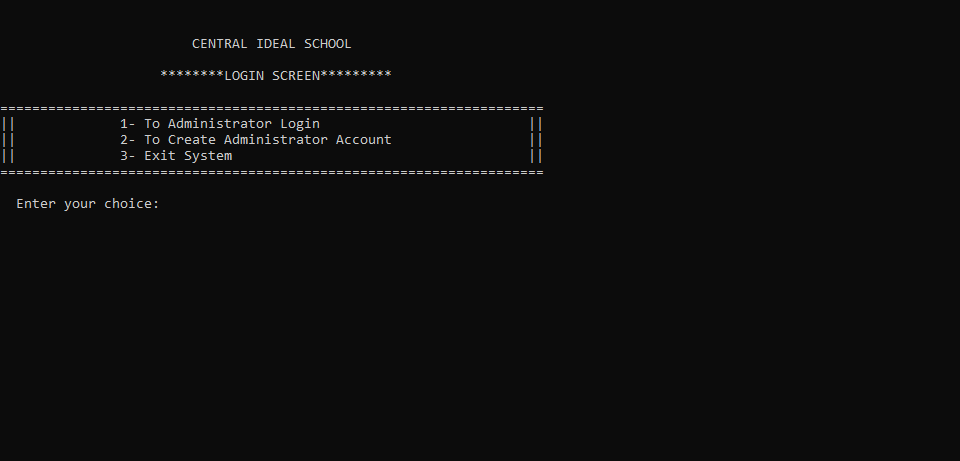 CENTRAL IDEAL SCHOOL
********LOGIN SCREEN*********
====================================================================
|| 1- To Administrator Login ||
|| 2- To Create Administrator Account ||
|| 3- Exit System ||
====================================================================
Enter your choice: